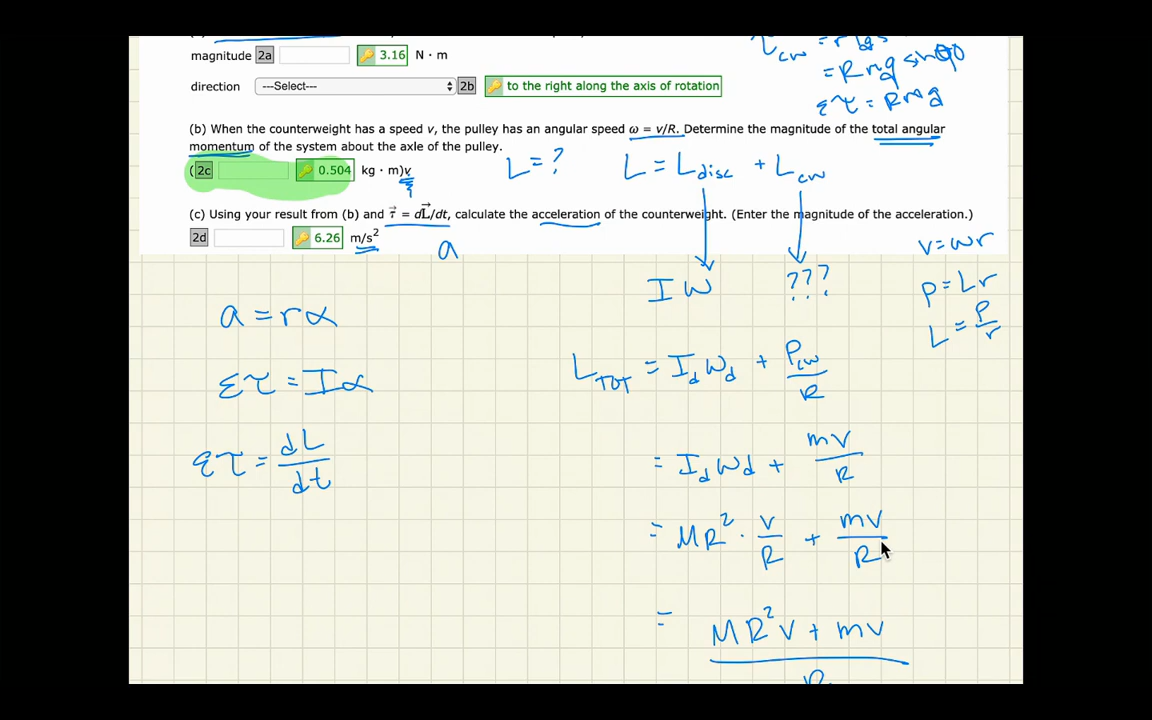 τcw = r
= R mg sin 90
Στ = Rmg
magnitude 2a 3.16 N · m
direction ---Select--- 2b to the right along the axis of rotation
(b) When the counterweight has a speed v, the pulley has an angular speed ω = v/R. Determine the magnitude of the total angular
momentum of the system about the axle of the pulley.
(2c 0.504 kg · m)v
L = ? L = Ldisc + Lcw
(c) Using your result from (b) and τ⃗ = dL⃗/dt, calculate the acceleration of the counterweight. (Enter the magnitude of the acceleration.)
2d 6.26 m/s²
a
v = ωr
Iω ???
p = Lr
L = p/r
a = rα
Στ = Iα
Στ = dL/dt
LTOT = Idωd + Pcw/R
= Idωd + mv/R
= MR² · v/R + mv/R
= MR²v + mv